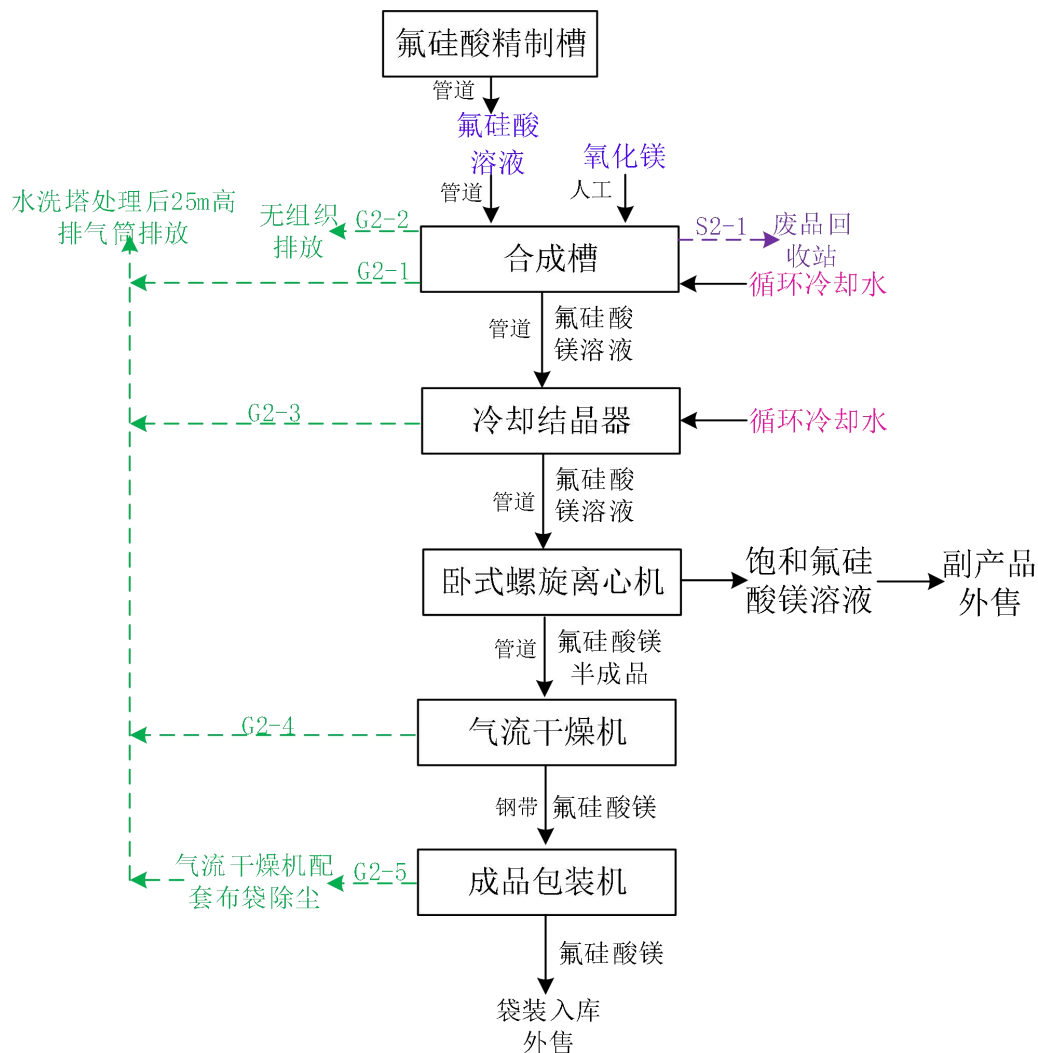 氟硅酸精制槽
管道
氟硅酸
溶液
氧化镁
管道
人工
水洗塔处理后25m高
排气筒排放
无组织
排放
G2-2
S2-1
废品回
收站
合成槽
G2-1
循环冷却水
管道
氟硅酸
镁溶液
G2-3
冷却结晶器
循环冷却水
管道
氟硅酸
镁溶液
卧式螺旋离心机
饱和氟硅
酸镁溶液
副产品
外售
管道
氟硅酸镁
半成品
G2-4
气流干燥机
钢带
氟硅酸镁
气流干燥机配
套布袋除尘
G2-5
成品包装机
氟硅酸镁
袋装入库
外售